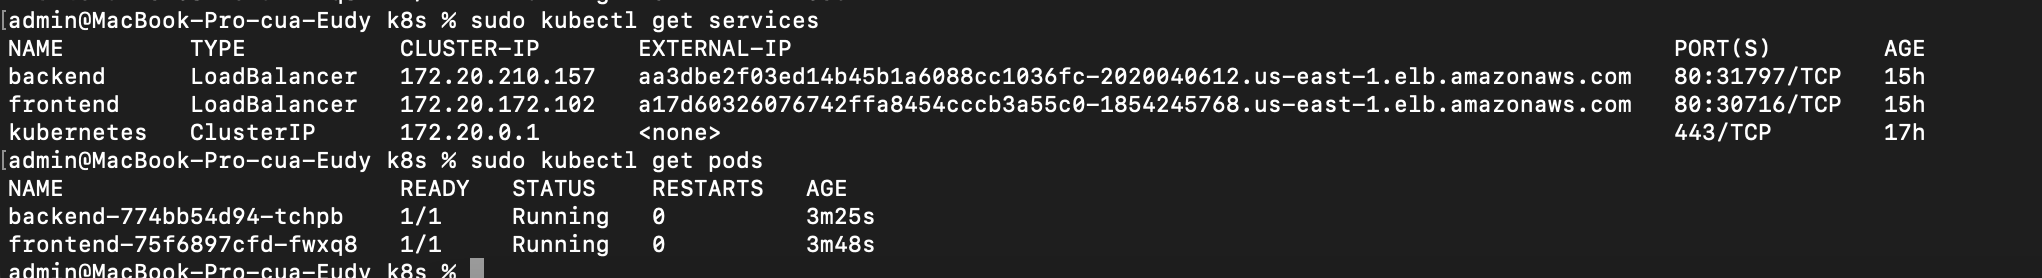 [admin@MacBook-Pro-cua-Eudy k8s % sudo kubectl get services
NAME TYPE CLUSTER-IP EXTERNAL-IP PORT(S) AGE
backend LoadBalancer 172.20.210.157 aa3dbe2f03ed14b45b1a6088cc1036fc-2020040612.us-east-1.elb.amazonaws.com 80:31797/TCP 15h
frontend LoadBalancer 172.20.172.102 a17d60326076742ffa8454cccb3a55c0-1854245768.us-east-1.elb.amazonaws.com 80:30716/TCP 15h
kubernetes ClusterIP 172.20.0.1 <none> 443/TCP 17h
[admin@MacBook-Pro-cua-Eudy k8s % sudo kubectl get pods
NAME READY STATUS RESTARTS AGE
backend-774bb54d94-tchpb 1/1 Running 0 3m25s
frontend-75f6897cfd-fwxq8 1/1 Running 0 3m48s
admin@MacBook-Pro-cua-Eudy k8s %